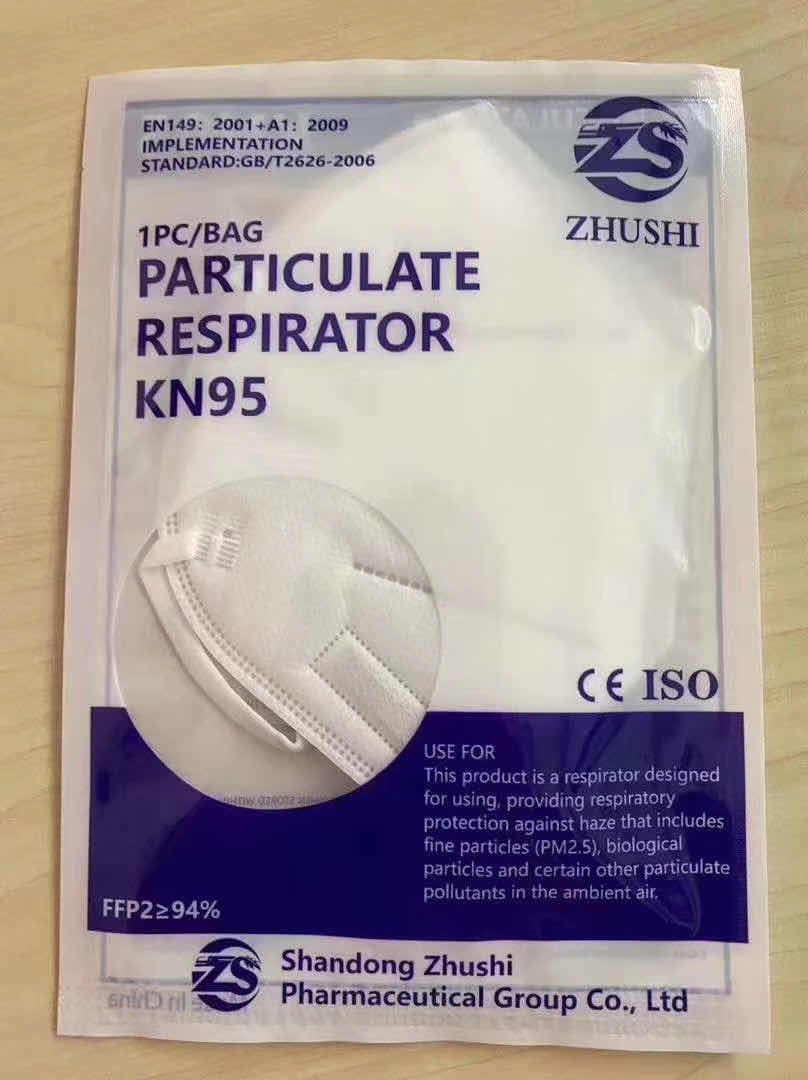 EN149: 2001+A1: 2009
IMPLEMENTATION
STANDARD:GB/T2626-2006
ZS
ZHUSHI
1PC/BAG
PARTICULATE
RESPIRATOR
KN95
CE ISO
USE FOR
This product is a respirator designed
for using, providing respiratory
protection against haze that includes
fine particles (PM2.5), biological
particles and certain other particulate
pollutants in the ambient air.
FFP2≥94%
ZS
Shandong Zhushi
Pharmaceutical Group Co., Ltd